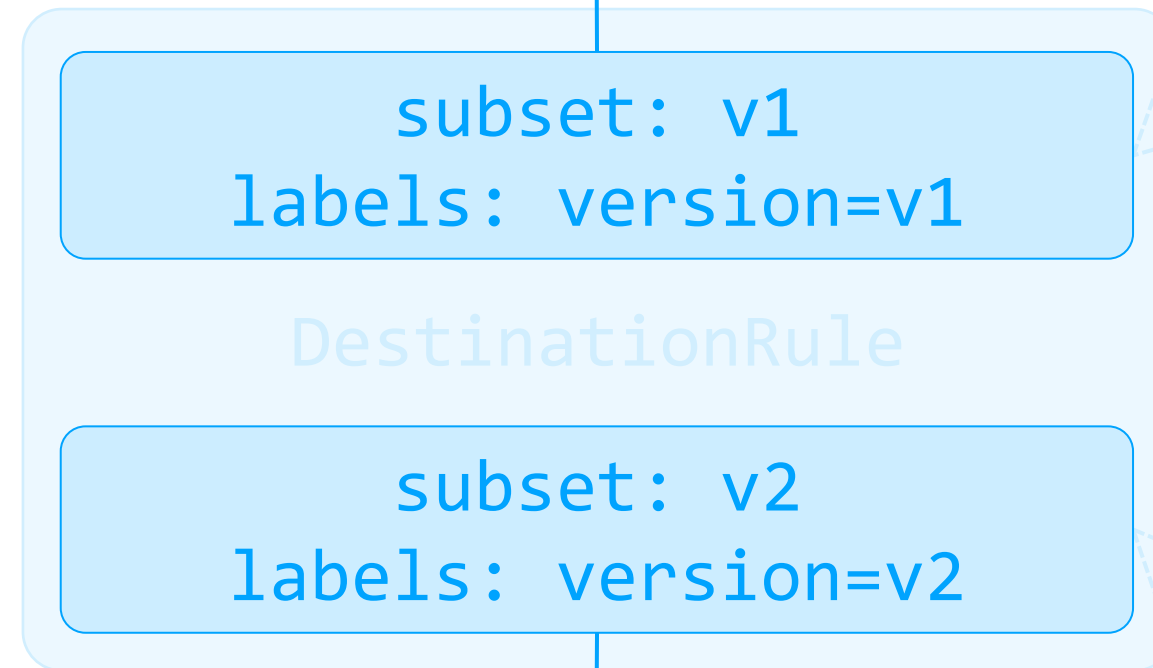 subset: v1
labels: version=v1
DestinationRule
subset: v2
labels: version=v2